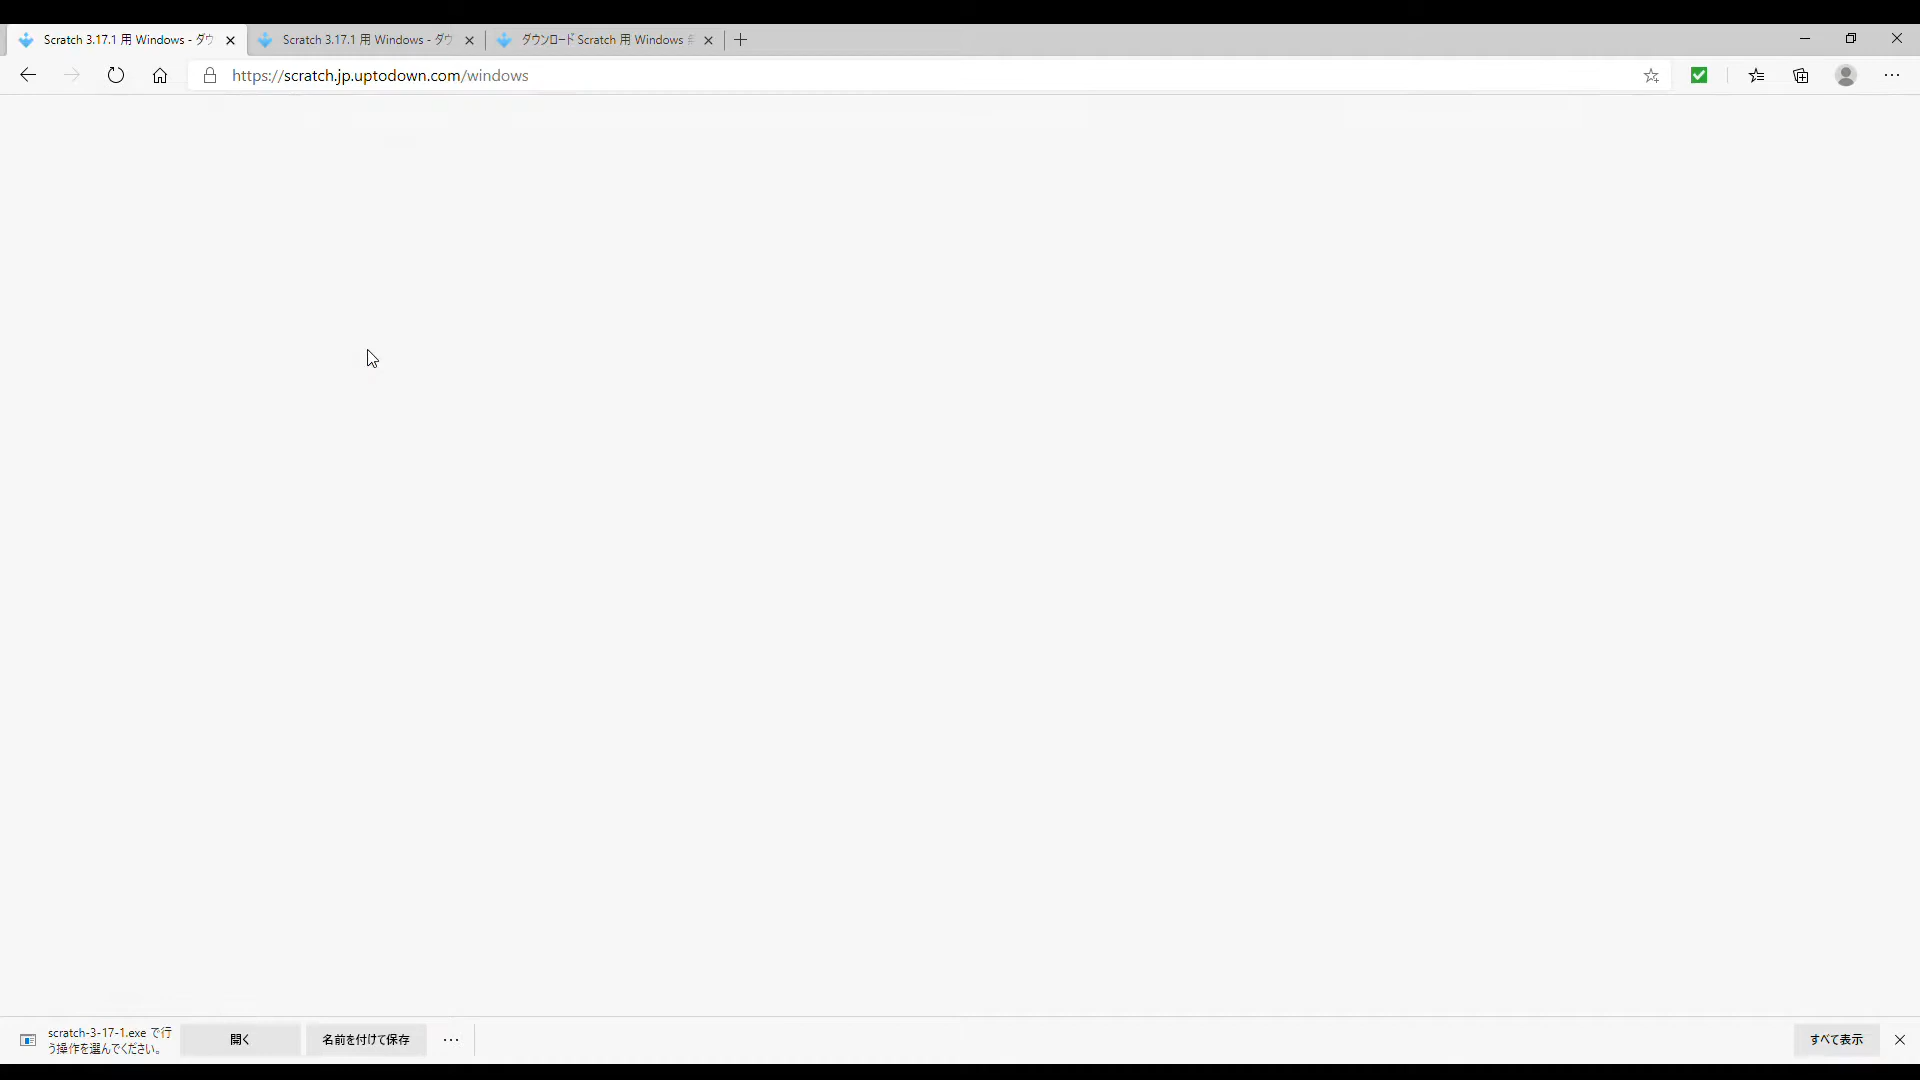 Scratch 3.17.1 用 Windows - ダウ
Scratch 3.17.1 用 Windows - ダウ
ダウンロード Scratch 用 Windows
https://scratch.jp.uptodown.com/windows
scratch-3-17-1.exe で行
う操作を選んでください。
開く
名前を付けて保存
すべて表示